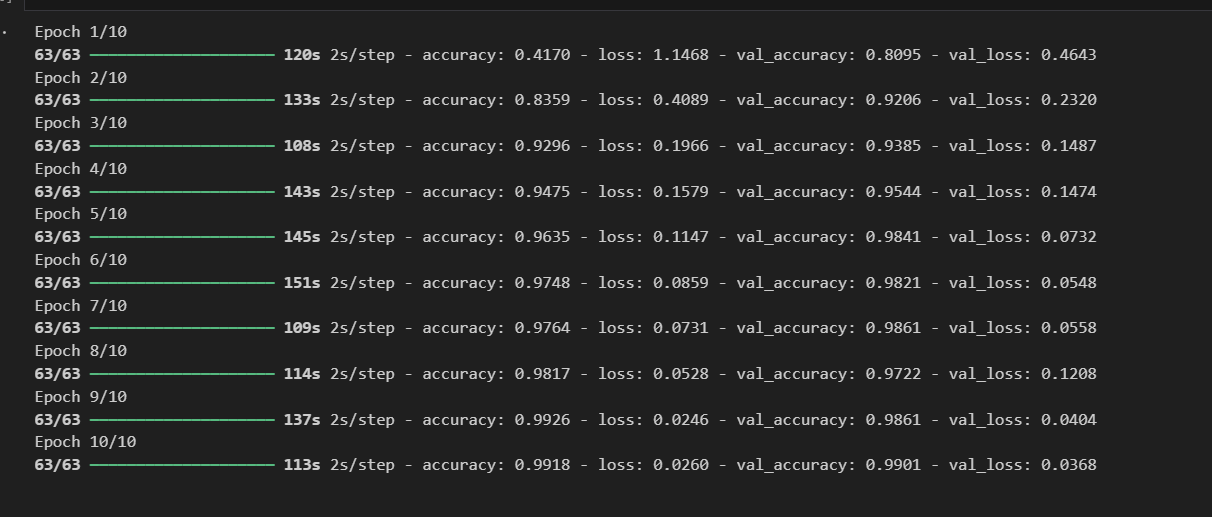 Epoch 1/10
63/63 ━━━━━━━━━━━━━━━━━━━━ 120s 2s/step - accuracy: 0.4170 - loss: 1.1468 - val_accuracy: 0.8095 - val_loss: 0.4643
Epoch 2/10
63/63 ━━━━━━━━━━━━━━━━━━━━ 133s 2s/step - accuracy: 0.8359 - loss: 0.4089 - val_accuracy: 0.9206 - val_loss: 0.2320
Epoch 3/10
63/63 ━━━━━━━━━━━━━━━━━━━━ 108s 2s/step - accuracy: 0.9296 - loss: 0.1966 - val_accuracy: 0.9385 - val_loss: 0.1487
Epoch 4/10
63/63 ━━━━━━━━━━━━━━━━━━━━ 143s 2s/step - accuracy: 0.9475 - loss: 0.1579 - val_accuracy: 0.9544 - val_loss: 0.1474
Epoch 5/10
63/63 ━━━━━━━━━━━━━━━━━━━━ 145s 2s/step - accuracy: 0.9635 - loss: 0.1147 - val_accuracy: 0.9841 - val_loss: 0.0732
Epoch 6/10
63/63 ━━━━━━━━━━━━━━━━━━━━ 151s 2s/step - accuracy: 0.9748 - loss: 0.0859 - val_accuracy: 0.9821 - val_loss: 0.0548
Epoch 7/10
63/63 ━━━━━━━━━━━━━━━━━━━━ 109s 2s/step - accuracy: 0.9764 - loss: 0.0731 - val_accuracy: 0.9861 - val_loss: 0.0558
Epoch 8/10
63/63 ━━━━━━━━━━━━━━━━━━━━ 114s 2s/step - accuracy: 0.9817 - loss: 0.0528 - val_accuracy: 0.9722 - val_loss: 0.1208
Epoch 9/10
63/63 ━━━━━━━━━━━━━━━━━━━━ 137s 2s/step - accuracy: 0.9926 - loss: 0.0246 - val_accuracy: 0.9861 - val_loss: 0.0404
Epoch 10/10
63/63 ━━━━━━━━━━━━━━━━━━━━ 113s 2s/step - accuracy: 0.9918 - loss: 0.0260 - val_accuracy: 0.9901 - val_loss: 0.0368